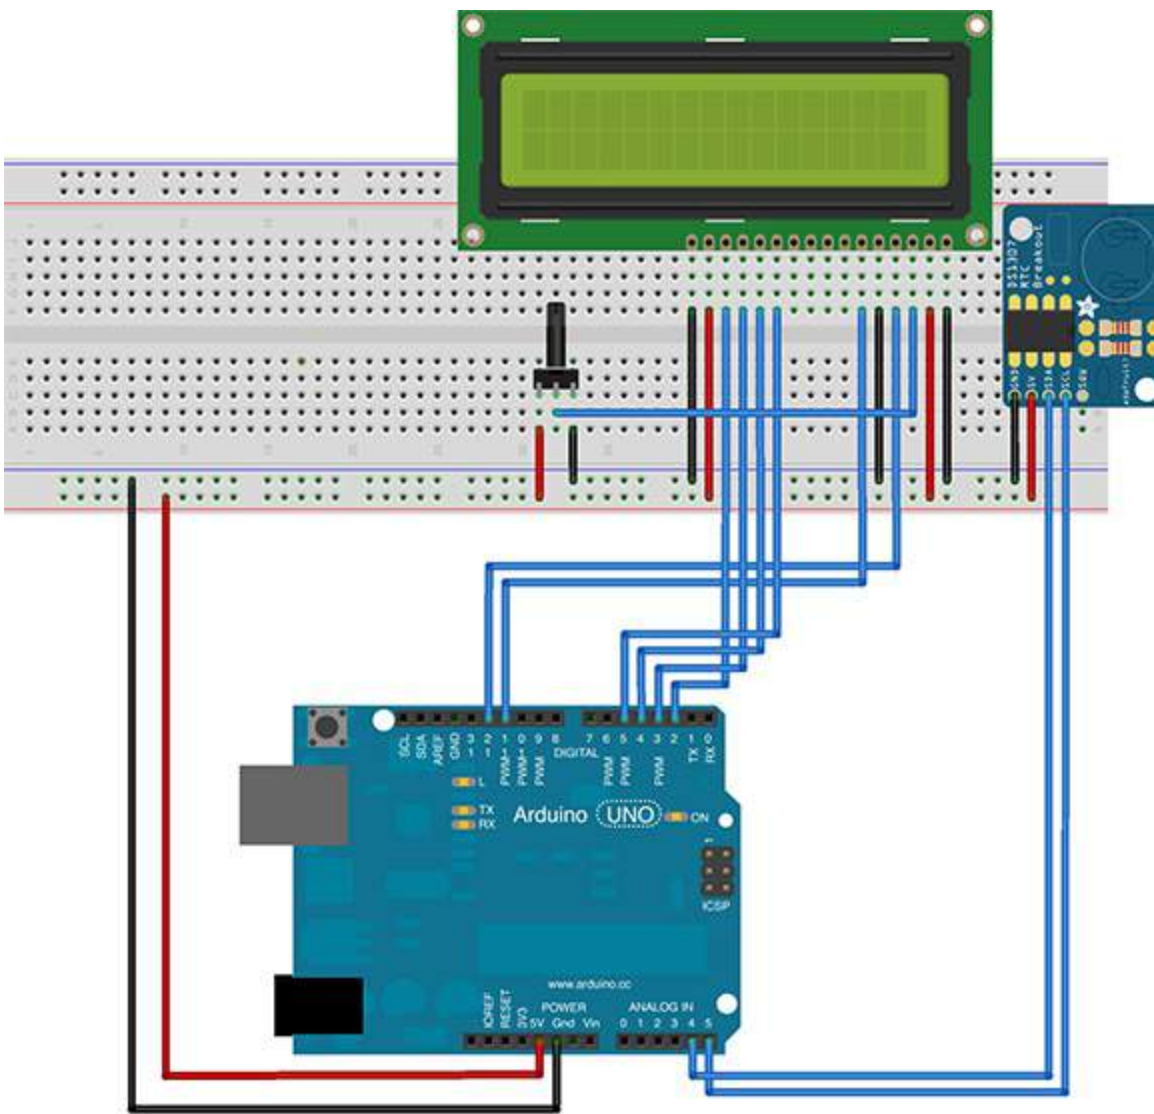 DS1307
RTC
Breakout
GND
5V
SDA
SCL
SQW
SCL
SDA
AREF
GND
13
12
PWM 11
PWM 10
PWM 9
8
DIGITAL
7
PWM 6
PWM 5
4
PWM 3
2
TX 1
RX 0
L
TX
RX
Arduino UNO
ON
1
ICSP
www.arduino.cc
POWER
ANALOG IN
IOREF
RESET
3V3
5V
Gnd
Vin
0 1 2 3 4 5